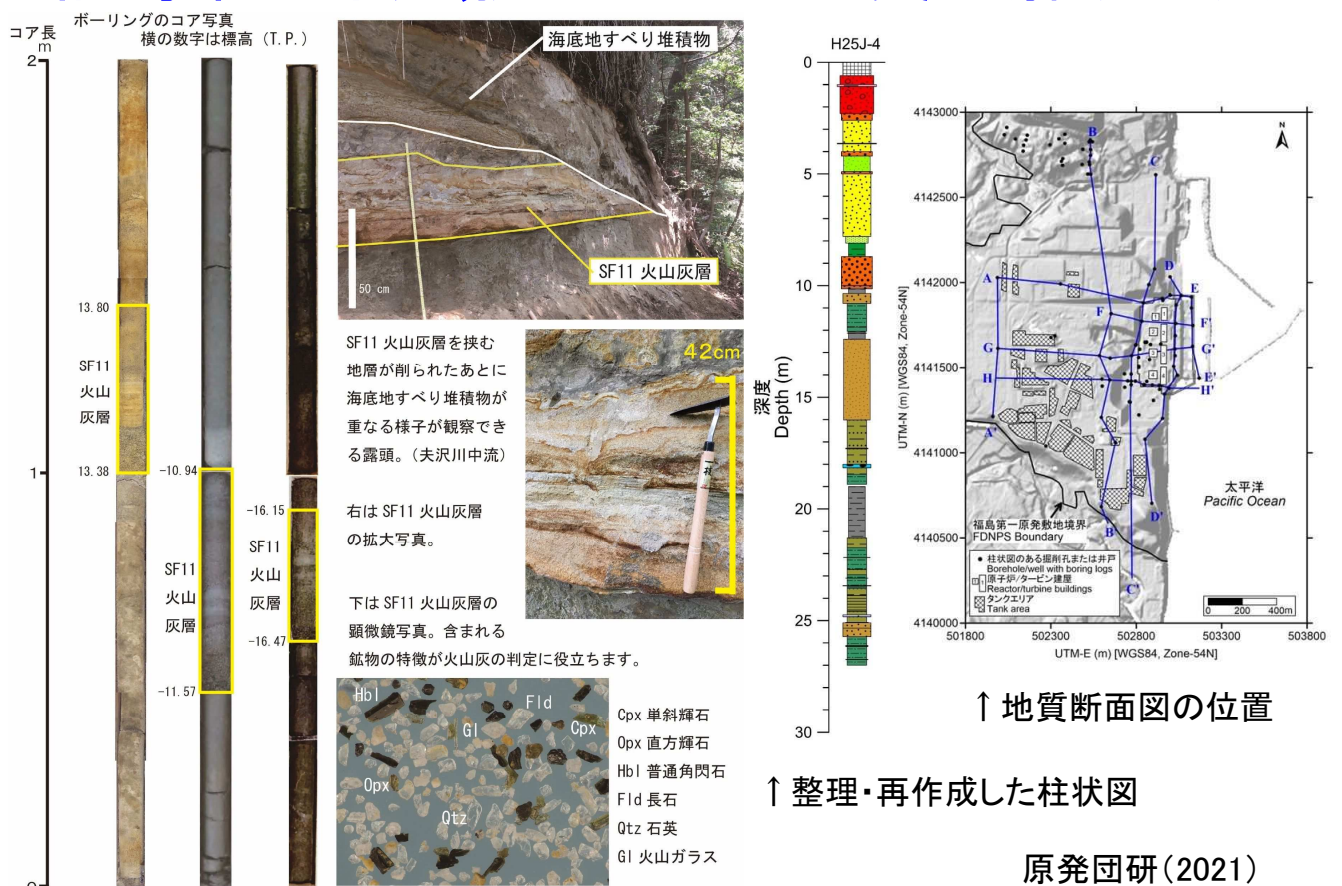 ボーリングのコア写真
横の数字は標高（T.P.）
コア長
m
2
1
13.80
SF11
火山
灰層
13.38
-10.94
SF11
火山
灰層
-11.57
-16.15
SF11
火山
灰層
-16.47
海底地すべり堆積物
SF11 火山灰層
50 cm
SF11 火山灰層を挟む
地層が削られたあとに
海底地すべり堆積物が
重なる様子が観察でき
る露頭。（夫沢川中流）
右は SF11 火山灰層
の拡大写真。
42cm
下は SF11 火山灰層の
顕微鏡写真。含まれる
鉱物の特徴が火山灰の判定に役立ちます。
Hbl
Fld
Gl
Cpx
Opx
Qtz
Cpx 単斜輝石
Opx 直方輝石
Hbl 普通角閃石
Fld 長石
Qtz 石英
Gl 火山ガラス
H25J-4
深度
Depth (m)
0
5
10
15
20
25
30
↑整理・再作成した柱状図
4143000
4142500
4142000
4141500
4141000
4140500
4140000
UTM-N (m) [WGS84, Zone-54N]
501800
502300
502800
503300
503800
UTM-E (m) [WGS84, Zone-54N]
N
B
C
A
D
E
F
F'
G
G'
H
E'
H'
A'
D'
B'
C'
太平洋
Pacific Ocean
福島第一原発敷地境界
FDNPS Boundary
柱状図のある掘削孔または井戸
Borehole/well with boring logs
原子炉/タービン建屋
Reactor/turbine buildings
タンクエリア
Tank area
0 200 400m
↑地質断面図の位置
原発団研（2021）